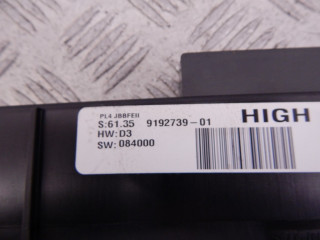 PL4 JBBFEII
S:61.35 9192739-01 HIGH
HW:D3
SW:084000